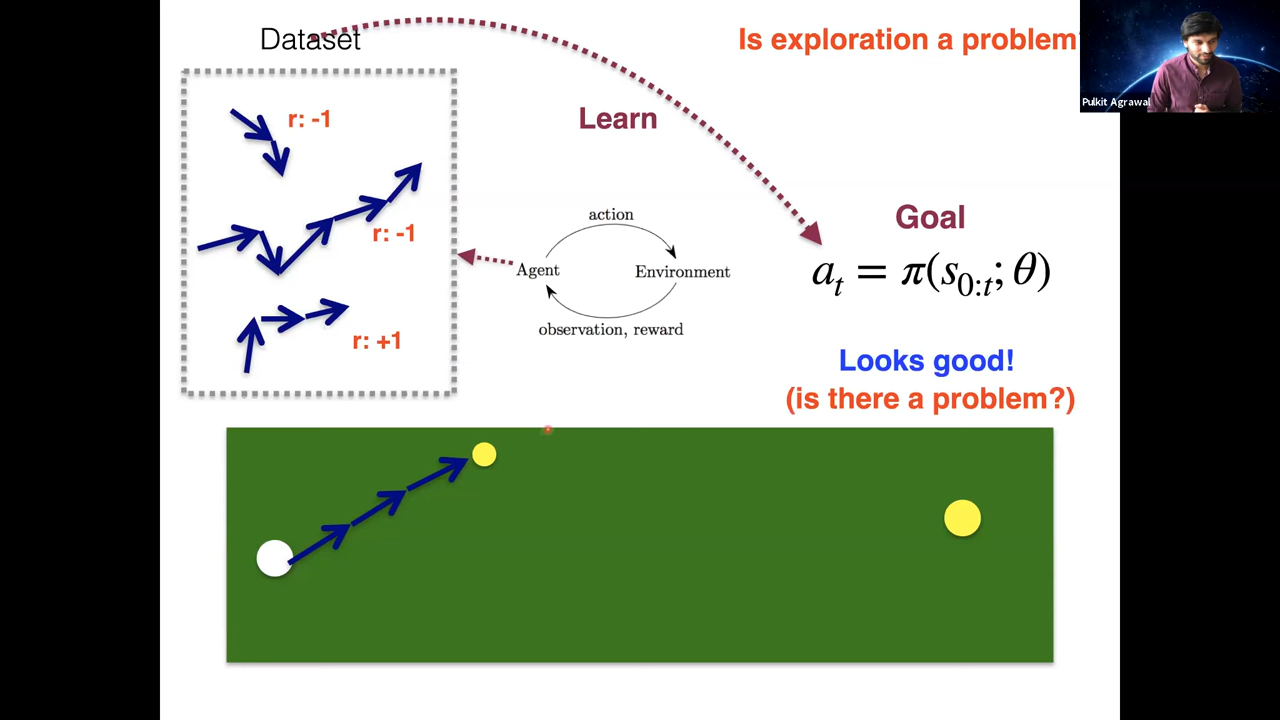 Dataset
Is exploration a problem
Pulkit Agrawal
r: -1
Learn
action
Goal
r: -1
Agent
Environment
a_t = π(s_{0:t}; θ)
observation, reward
r: +1
Looks good!
(is there a problem?)